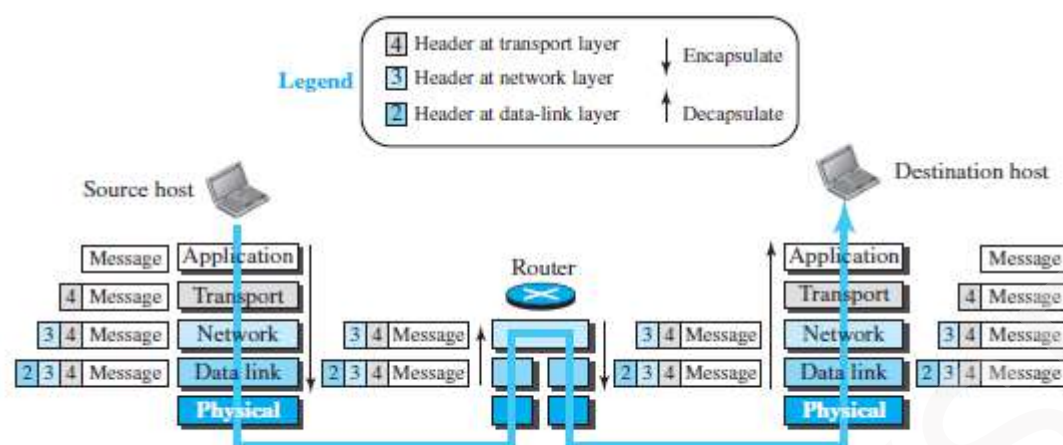 Legend
4 Header at transport layer
3 Header at network layer
2 Header at data-link layer
Encapsulate
Decapsulate
Source host
Destination host
Router
Message Application
4 Message Transport
3 4 Message Network
2 3 4 Message Data link
Physical
3 4 Message
2 3 4 Message
3 4 Message
2 3 4 Message
Application Message
Transport 4 Message
Network 3 4 Message
Data link 2 3 4 Message
Physical